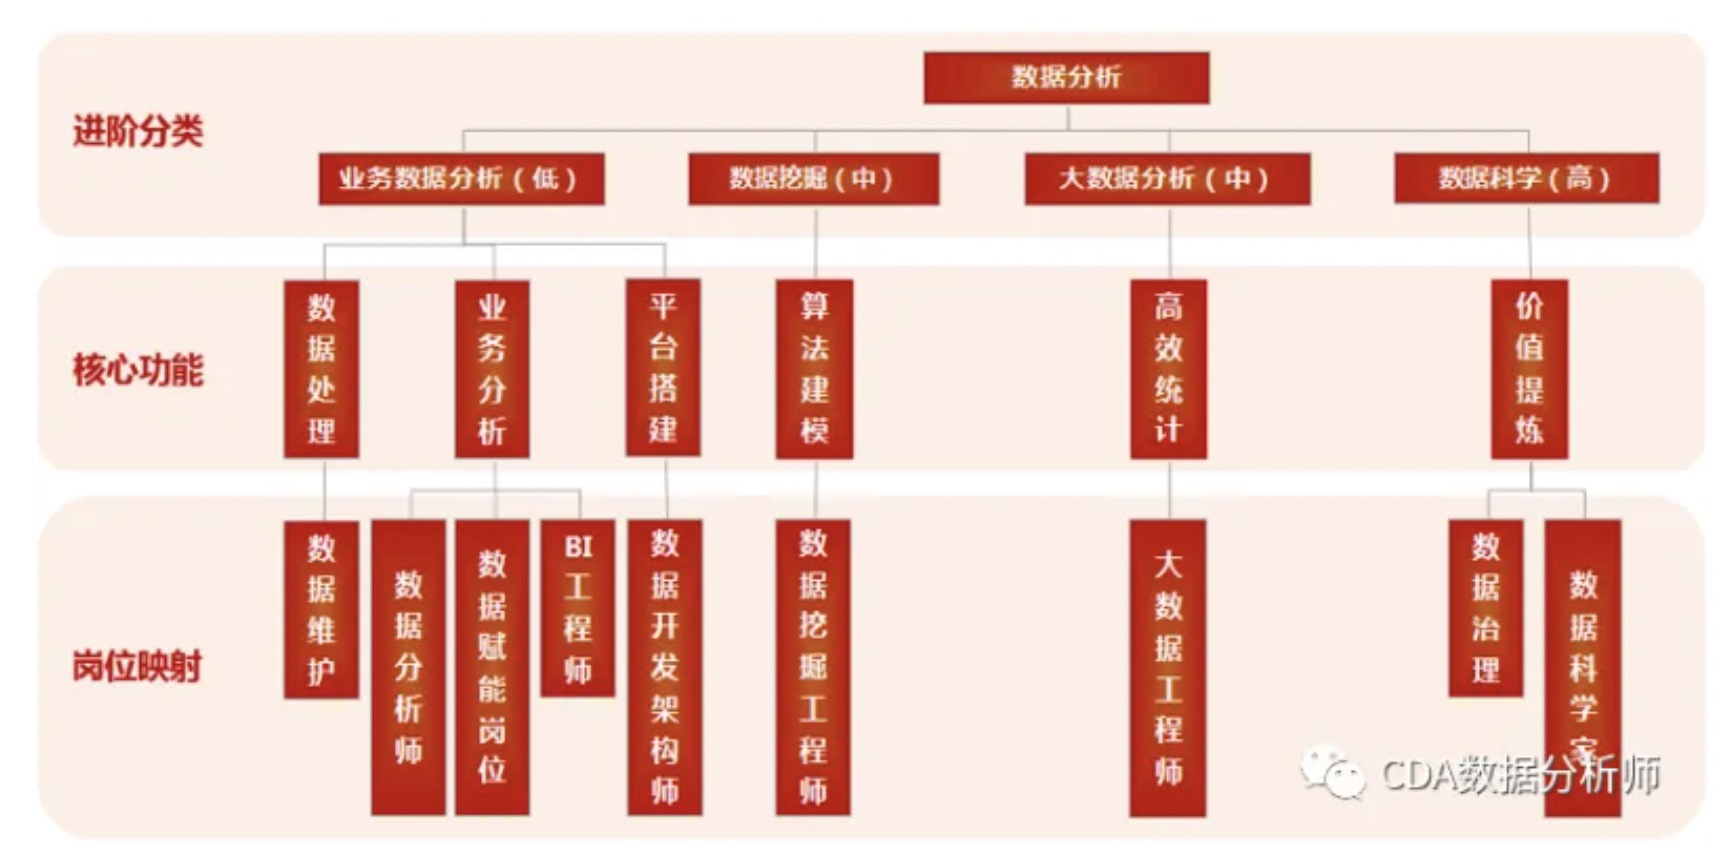 数据分析
进阶分类
业务数据分析(低)
数据挖掘(中)
大数据分析(中)
数据科学(高)
核心功能
数据处理
业务分析
平台搭建
算法建模
高效统计
价值提炼
岗位映射
数据维护
数据分析师
数据赋能岗位
BI工程师
数据开发架构师
数据挖掘工程师
大数据工程师
数据治理
数据科学家
CDA数据分析师